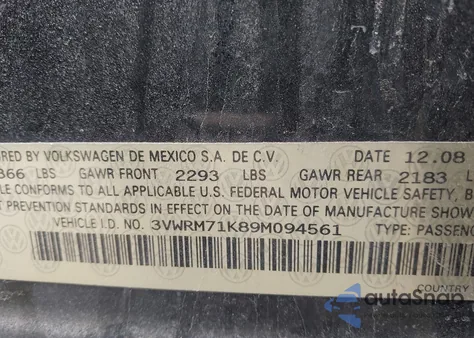 RED BY VOLKSWAGEN DE MEXICO S.A. DE C.V. DATE 12.08
366 LBS GAWR FRONT 2293 LBS GAWR REAR 2183 L
LE CONFORMS TO ALL APPLICABLE U.S. FEDERAL MOTOR VEHICLE SAFETY, B
T PREVENTION STANDARDS IN EFFECT ON THE DATE OF MANUFACTURE SHOW
VEHICLE I.D. NO. 3VWRM71K89M094561 TYPE: PASSENG
COUNTRY
autoSnap